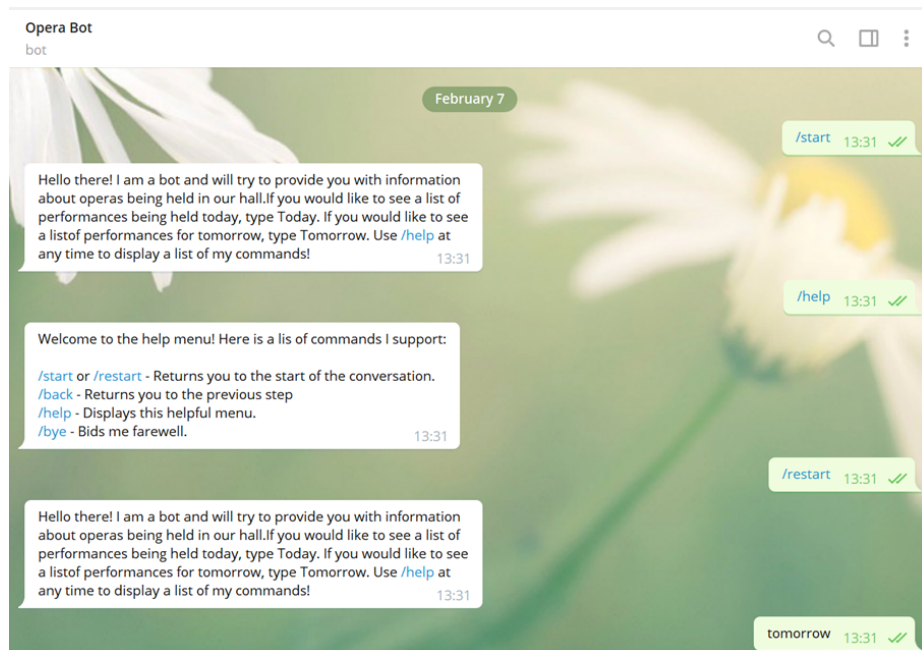 Opera Bot
bot
February 7
/start 13:31
Hello there! I am a bot and will try to provide you with information
about operas being held in our hall.If you would like to see a list of
performances being held today, type Today. If you would like to see
a listof performances for tomorrow, type Tomorrow. Use /help at
any time to display a list of my commands! 13:31
/help 13:31
Welcome to the help menu! Here is a lis of commands I support:
/start or /restart - Returns you to the start of the conversation.
/back - Returns you to the previous step
/help - Displays this helpful menu.
/bye - Bids me farewell. 13:31
/restart 13:31
Hello there! I am a bot and will try to provide you with information
about operas being held in our hall.If you would like to see a list of
performances being held today, type Today. If you would like to see
a listof performances for tomorrow, type Tomorrow. Use /help at
any time to display a list of my commands! 13:31
tomorrow 13:31